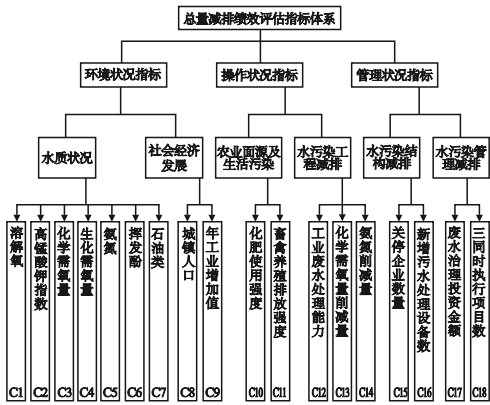 总量减排绩效评估指标体系
环境状况指标
操作状况指标
管理状况指标
水质状况
社会经济
发展
农业面源及
生活污染
水污染工
程减排
水污染结
构减排
水污染管
理减排
溶解氧
高锰酸钾指数
化学需氧量
生化需氧量
氨氮
挥发酚
石油类
城镇人口
年工业增加值
化肥使用强度
畜禽养殖排放强度
工业废水处理能力
化学需氧量削减量
氨氮削减量
关停企业数量
新增污水处理设备数
废水治理投资金额
三同时执行项目数
C1
C2
C3
C4
C5
C6
C7
C8
C9
C10
C11
C12
C13
C14
C15
C16
C17
C18